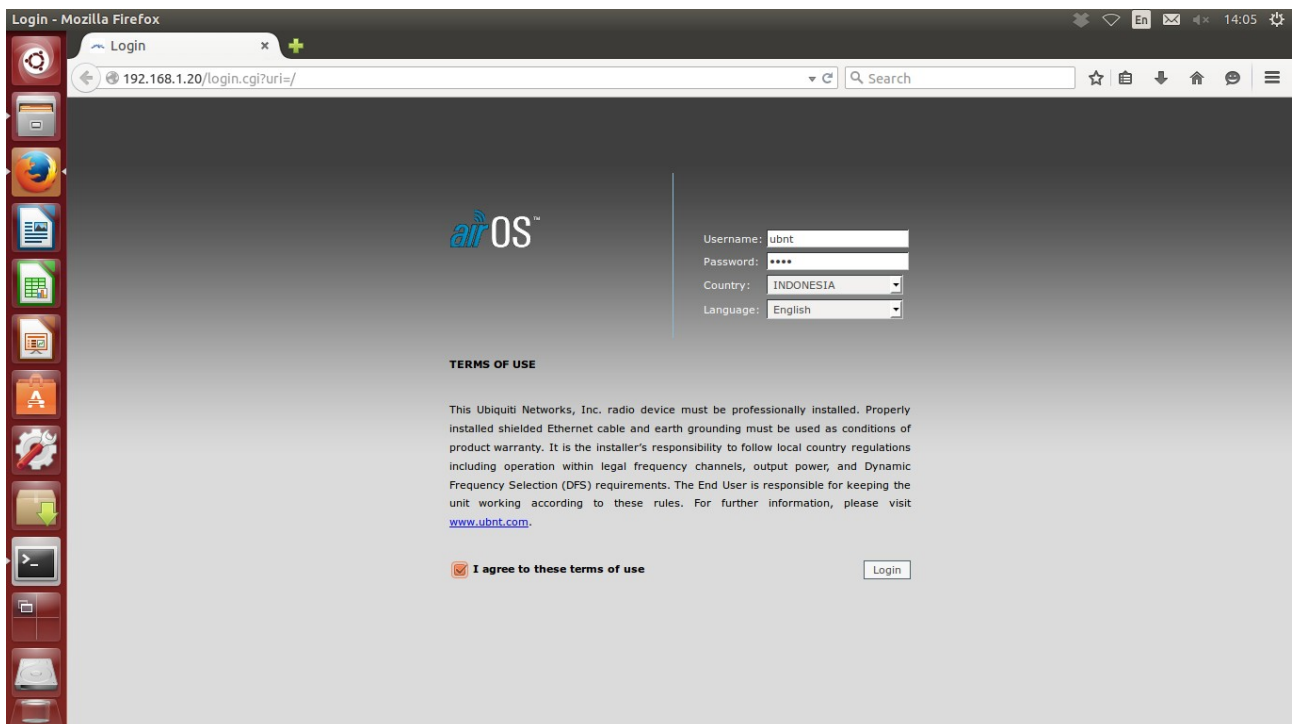 Login - Mozilla Firefox
En
14:05
Login
192.168.1.20/login.cgi?uri=/
Search
airOS™
Username: ubnt
Password: ••••
Country: INDONESIA
Language: English
TERMS OF USE
This Ubiquiti Networks, Inc. radio device must be professionally installed. Properly
installed shielded Ethernet cable and earth grounding must be used as conditions of
product warranty. It is the installer's responsibility to follow local country regulations
including operation within legal frequency channels, output power, and Dynamic
Frequency Selection (DFS) requirements. The End User is responsible for keeping the
unit working according to these rules. For further information, please visit
www.ubnt.com.
I agree to these terms of use
Login